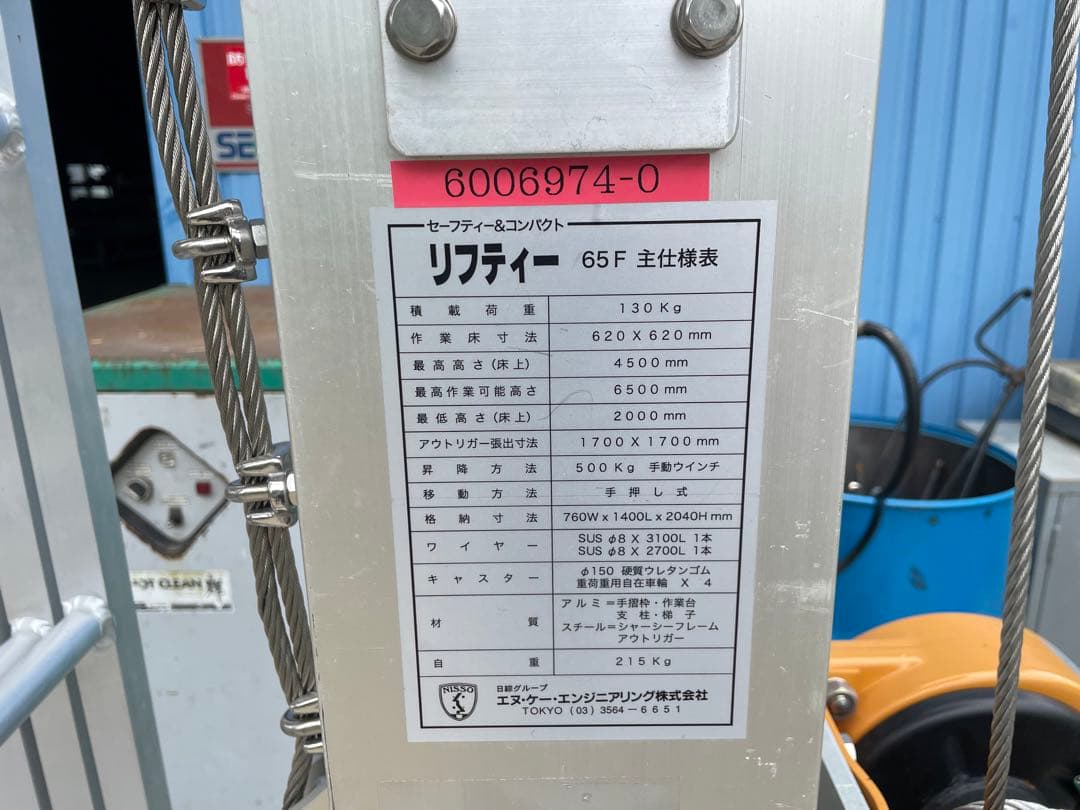 6006974-0
セーフティー&コンパクト
リフティー 65F 主仕様表
積載荷重 130Kg
作業床寸法 620X620mm
最高高さ(床上) 4500mm
最高作業可能高さ 6500mm
最低高さ(床上) 2000mm
アウトリガー張出寸法 1700X1700mm
昇降方法 500Kg 手動ウインチ
移動方法 手押し式
格納寸法 760W x 1400L x 2040Hmm
ワイヤー SUS φ8 X 3100L 1本
SUS φ8 X 2700L 1本
キャスター φ150 硬質ウレタンゴム
重荷重用自在車輪 X 4
材質 アルミ=手摺枠・作業台
支柱・梯子
スチール=シャーシーフレーム
アウトリガー
自重 215Kg
NISSO
日綜グループ
エヌ・ケー・エンジニアリング株式会社
TOKYO (03) 3564-6651
SE
HOT CLEAN